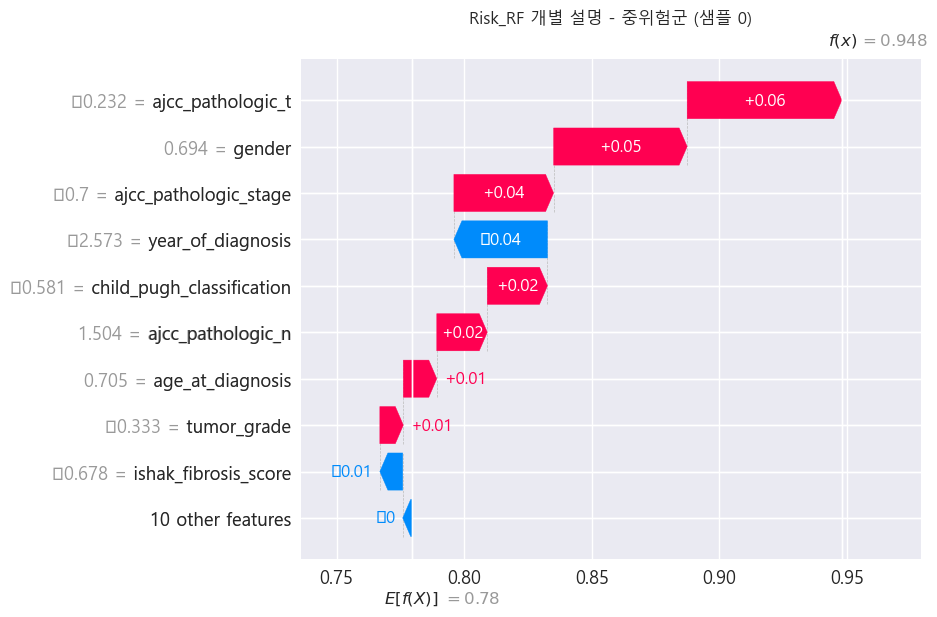 Risk_RF 개별 설명 - 중위험군 (샘플 0)
f(x) = 0.948
▯0.232 = ajcc_pathologic_t
+0.06
0.694 = gender
+0.05
▯0.7 = ajcc_pathologic_stage
+0.04
▯2.573 = year_of_diagnosis
▯0.04
▯0.581 = child_pugh_classification
+0.02
1.504 = ajcc_pathologic_n
+0.02
0.705 = age_at_diagnosis
+0.01
▯0.333 = tumor_grade
+0.01
▯0.678 = ishak_fibrosis_score
▯0.01
10 other features
▯0
0.75 0.80 0.85 0.90 0.95
E[f(X)] = 0.78